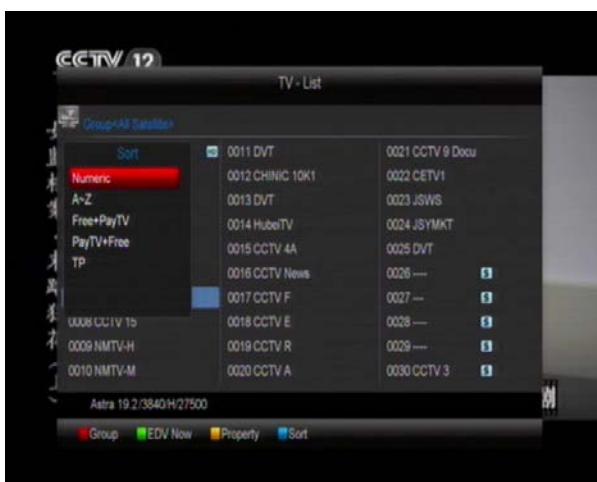 CCTV 12
TV - List
Group<All Satellite>
Sort
Numeric
A~Z
Free+PayTV
PayTV+Free
TP
0008 CCTV 15
0009 NMTV-H
0010 NMTV-M
HD 0011 DVT
0012 CHINIC 10K1
0013 DVT
0014 HubeiTV
0015 CCTV 4A
0016 CCTV News
0017 CCTV F
0018 CCTV E
0019 CCTV R
0020 CCTV A
0021 CCTV 9 Docu
0022 CETV1
0023 JSWS
0024 JSYMKT
0025 DVT
0026 ---- $
0027 --- $
0028 ---- $
0029 ---- $
0030 CCTV 3 $
Astra 19.2/3840/H/27500
Group EDV Now Property Sort